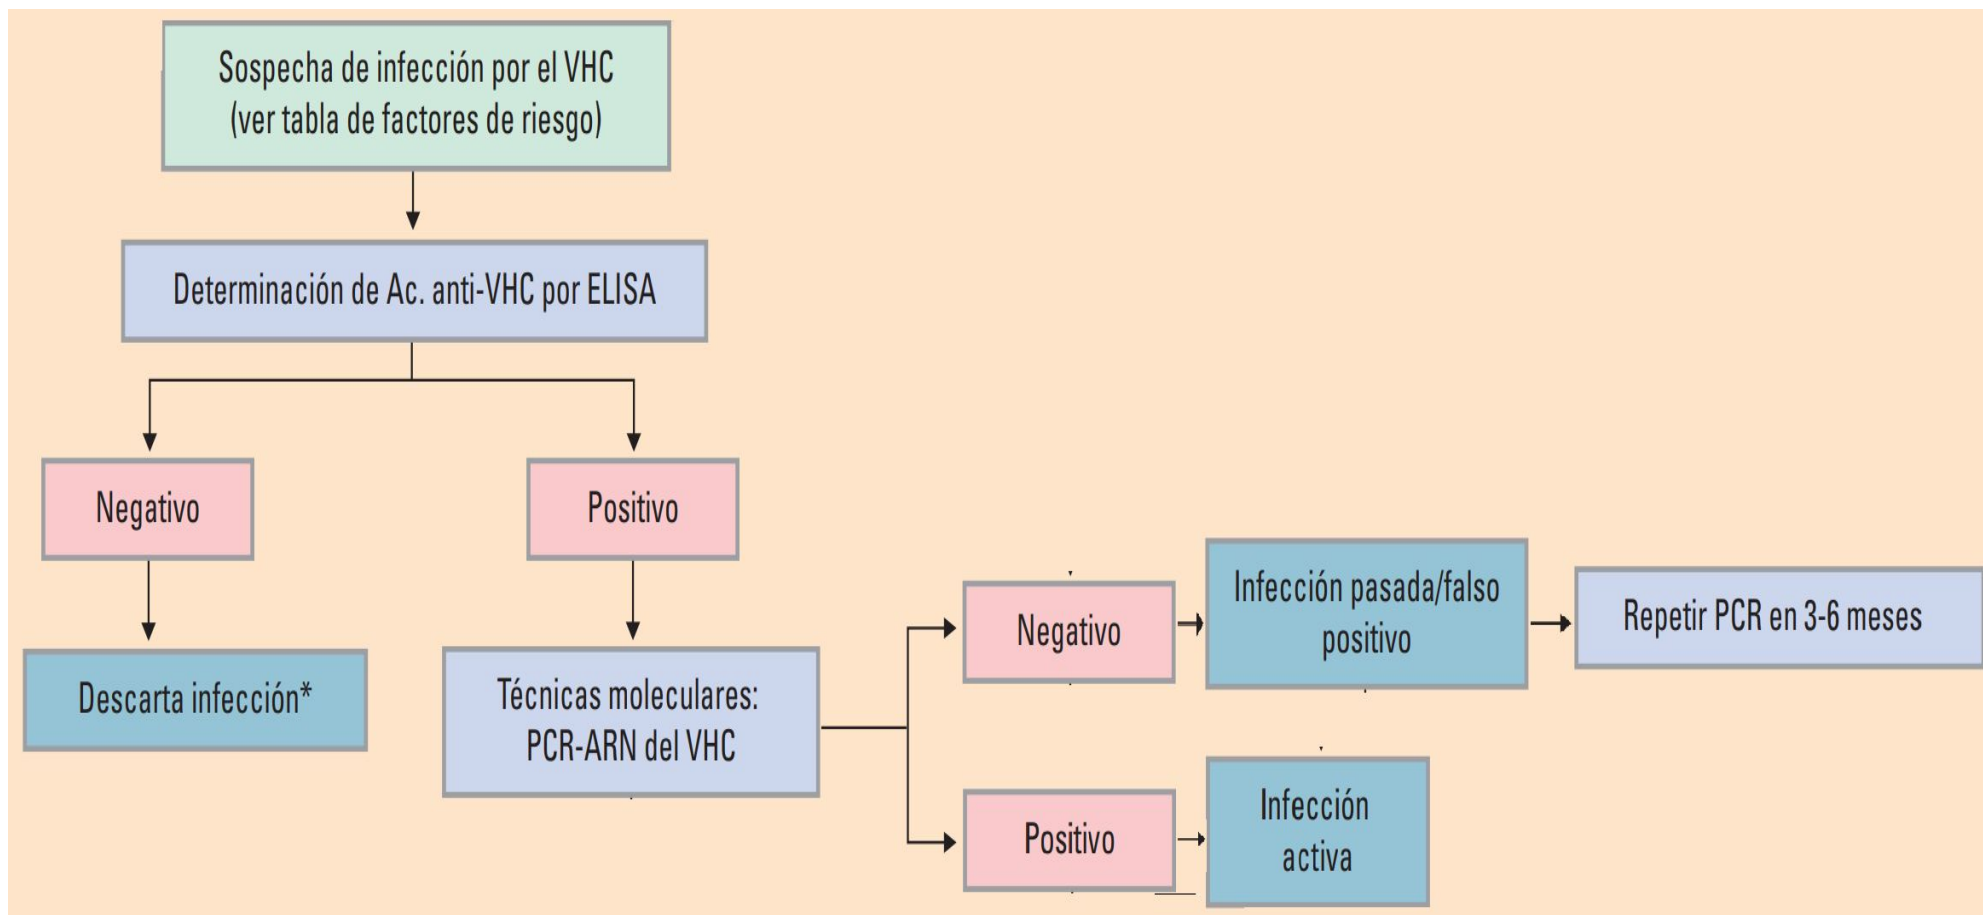 Sospecha de infección por el VHC
(ver tabla de factores de riesgo)
Determinación de Ac. anti-VHC por ELISA
Negativo
Positivo
Descarta infección*
Técnicas moleculares:
PCR-ARN del VHC
Negativo
Infección pasada/falso
positivo
Repetir PCR en 3-6 meses
Positivo
Infección
activa